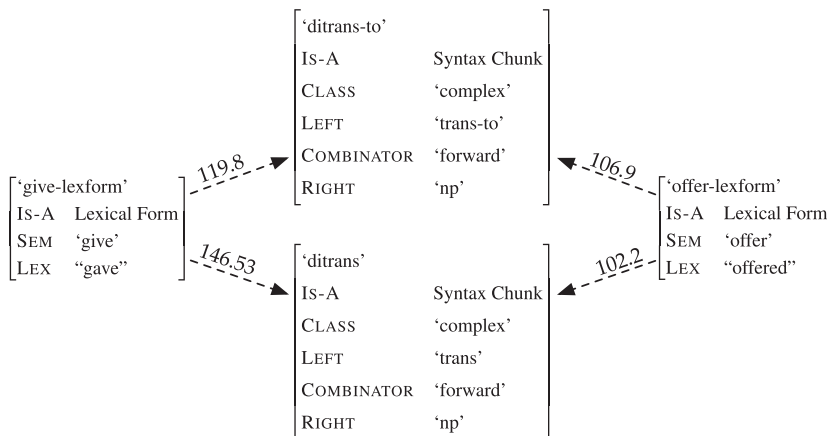 ‘ditrans-to’
IS-A Syntax Chunk
CLASS ‘complex’
LEFT ‘trans-to’
COMBINATOR ‘forward’
RIGHT ‘np’
119.8
106.9
‘give-lexform’
IS-A Lexical Form
SEM ‘give’
LEX “gave”
‘offer-lexform’
IS-A Lexical Form
SEM ‘offer’
LEX “offered”
146.53
102.2
‘ditrans’
IS-A Syntax Chunk
CLASS ‘complex’
LEFT ‘trans’
COMBINATOR ‘forward’
RIGHT ‘np’